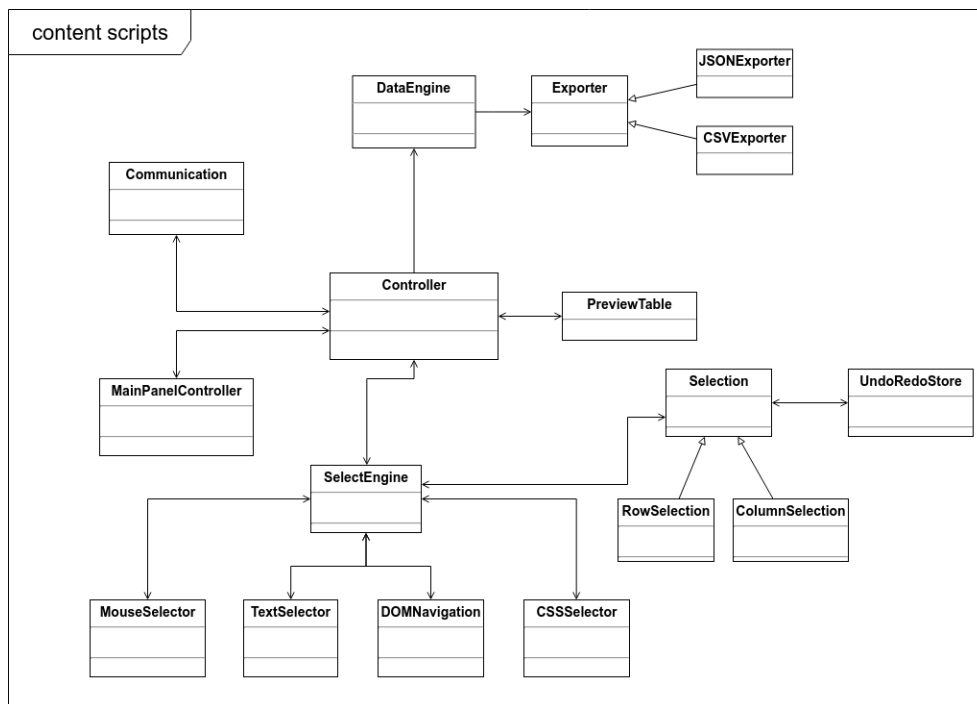 content scripts
JSONExporter
DataEngine
Exporter
CSVExporter
Communication
Controller
PreviewTable
MainPanelController
Selection
UndoRedoStore
SelectEngine
RowSelection
ColumnSelection
MouseSelector
TextSelector
DOMNavigation
CSSSelector